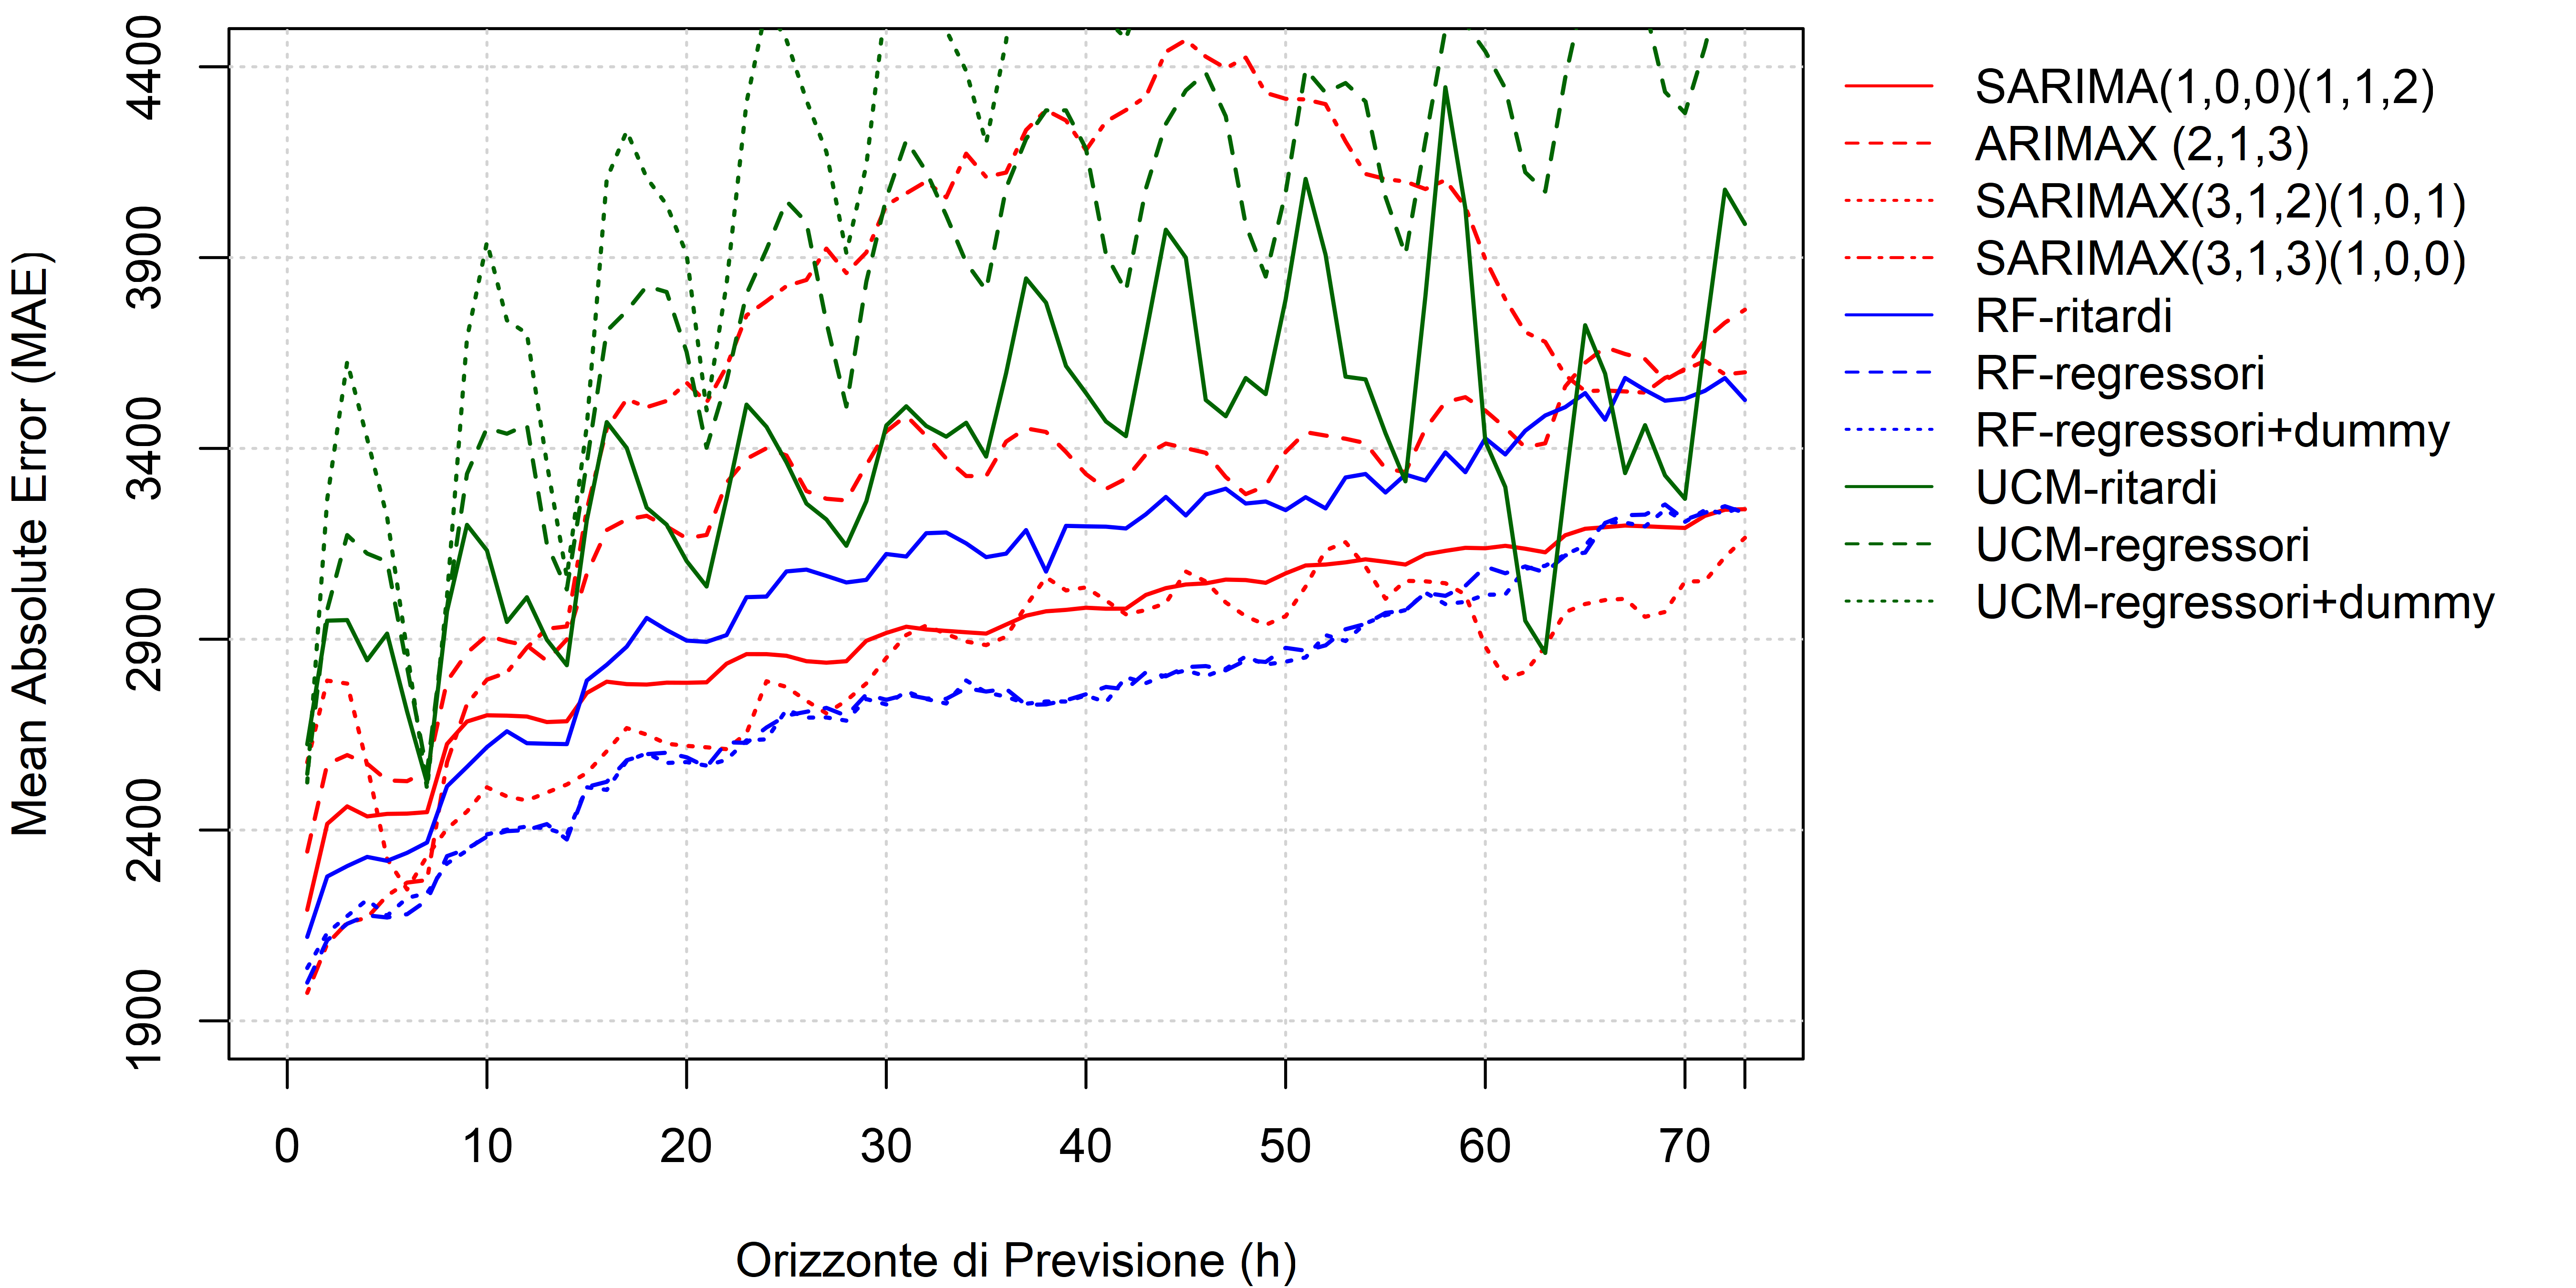 Mean Absolute Error (MAE)
4400
3900
3400
2900
2400
1900
0 10 20 30 40 50 60 70
Orizzonte di Previsione (h)
SARIMA(1,0,0)(1,1,2)
ARIMAX (2,1,3)
SARIMAX(3,1,2)(1,0,1)
SARIMAX(3,1,3)(1,0,0)
RF-ritardi
RF-regressori
RF-regressori+dummy
UCM-ritardi
UCM-regressori
UCM-regressori+dummy